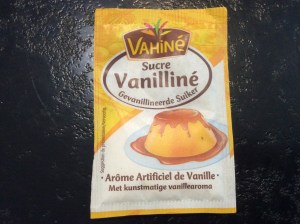 VAHINÉ
Sucre
Vanilliné
Gevanillineerde Suiker
Arôme Artificiel de Vanille
Met kunstmatige vanillearoma